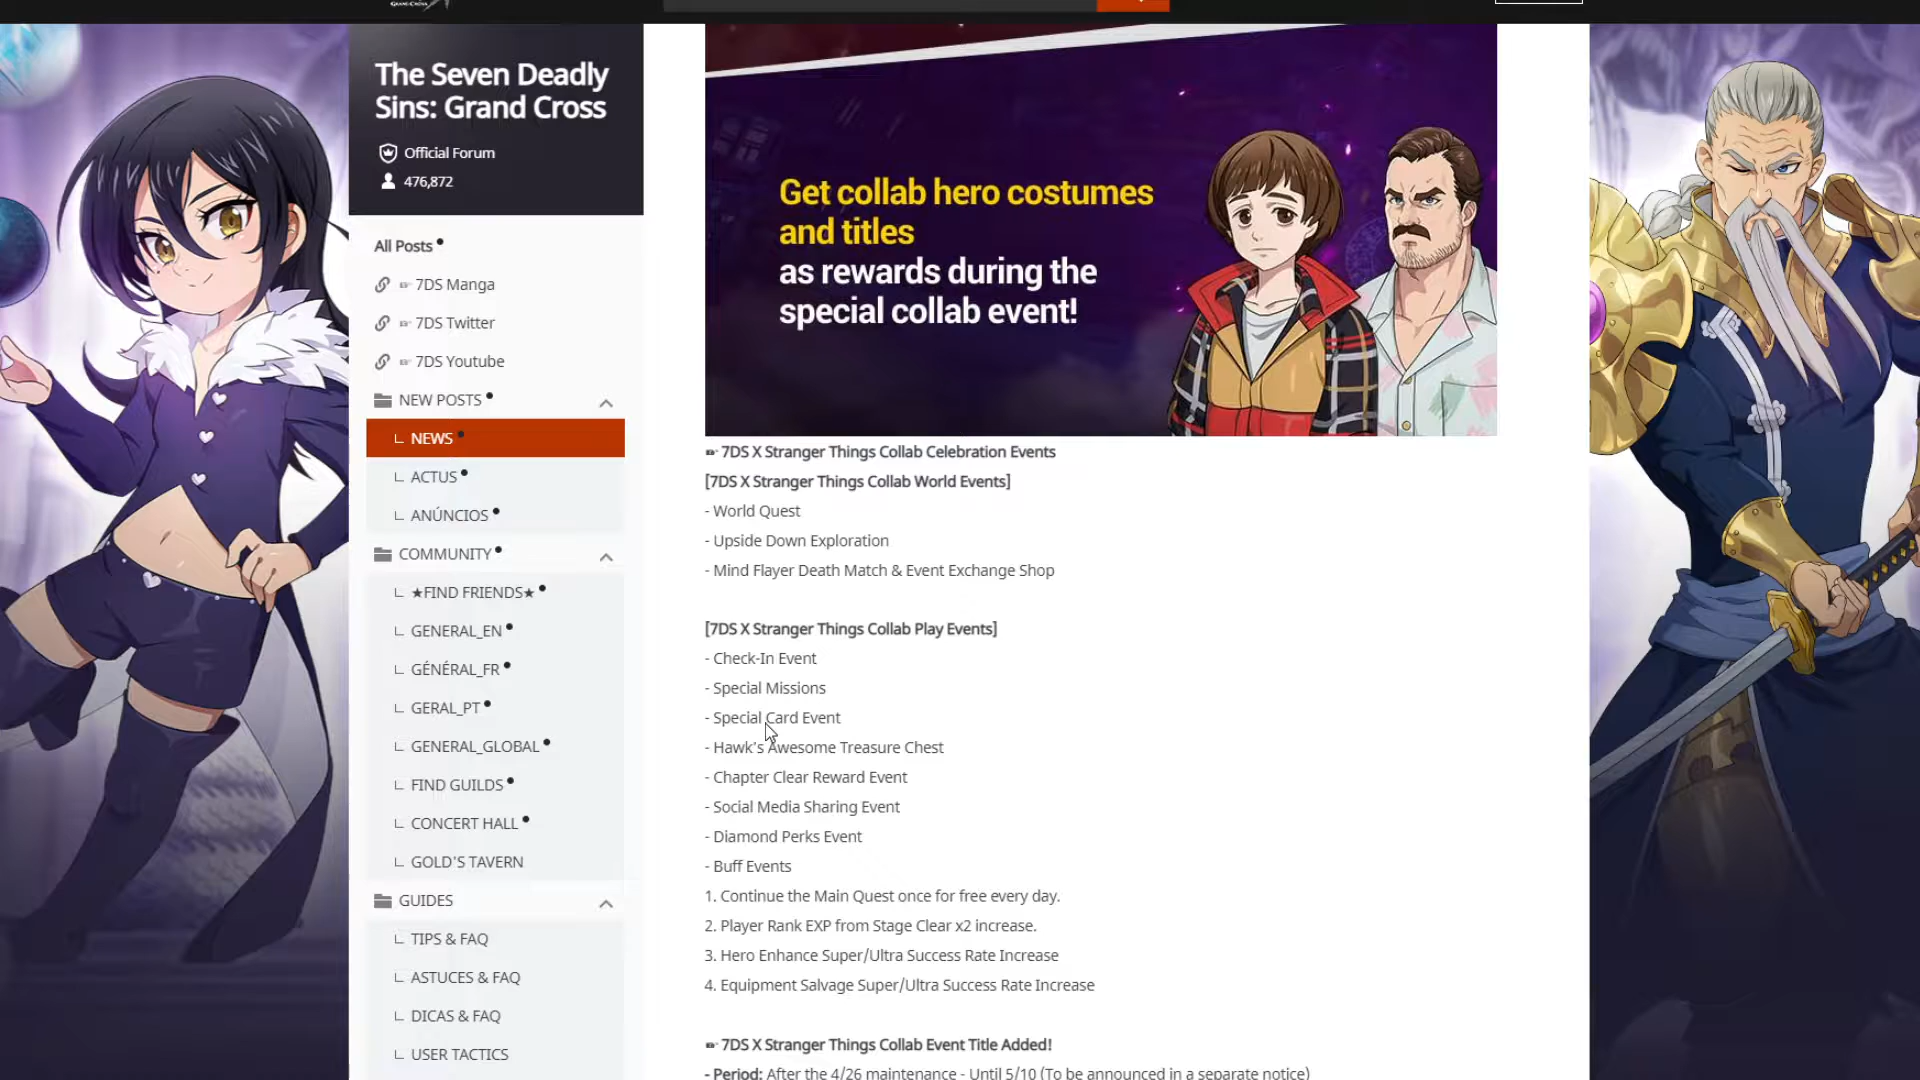 The Seven Deadly
Sins: Grand Cross
Official Forum
476,872
All Posts
7DS Manga
7DS Twitter
7DS Youtube
NEW POSTS
NEWS
ACTUS
ANÚNCIOS
COMMUNITY
★FIND FRIENDS★
GENERAL_EN
GÉNÉRAL_FR
GERAL_PT
GENERAL_GLOBAL
FIND GUILDS
CONCERT HALL
GOLD'S TAVERN
GUIDES
TIPS & FAQ
ASTUCES & FAQ
DICAS & FAQ
USER TACTICS
Get collab hero costumes
and titles
as rewards during the
special collab event!
7DS X Stranger Things Collab Celebration Events
[7DS X Stranger Things Collab World Events]
- World Quest
- Upside Down Exploration
- Mind Flayer Death Match & Event Exchange Shop
[7DS X Stranger Things Collab Play Events]
- Check-In Event
- Special Missions
- Special Card Event
- Hawk's Awesome Treasure Chest
- Chapter Clear Reward Event
- Social Media Sharing Event
- Diamond Perks Event
- Buff Events
1. Continue the Main Quest once for free every day.
2. Player Rank EXP from Stage Clear x2 increase.
3. Hero Enhance Super/Ultra Success Rate Increase
4. Equipment Salvage Super/Ultra Success Rate Increase
7DS X Stranger Things Collab Event Title Added!
- Period: After the 4/26 maintenance - Until 5/10 (To be announced in a separate notice)